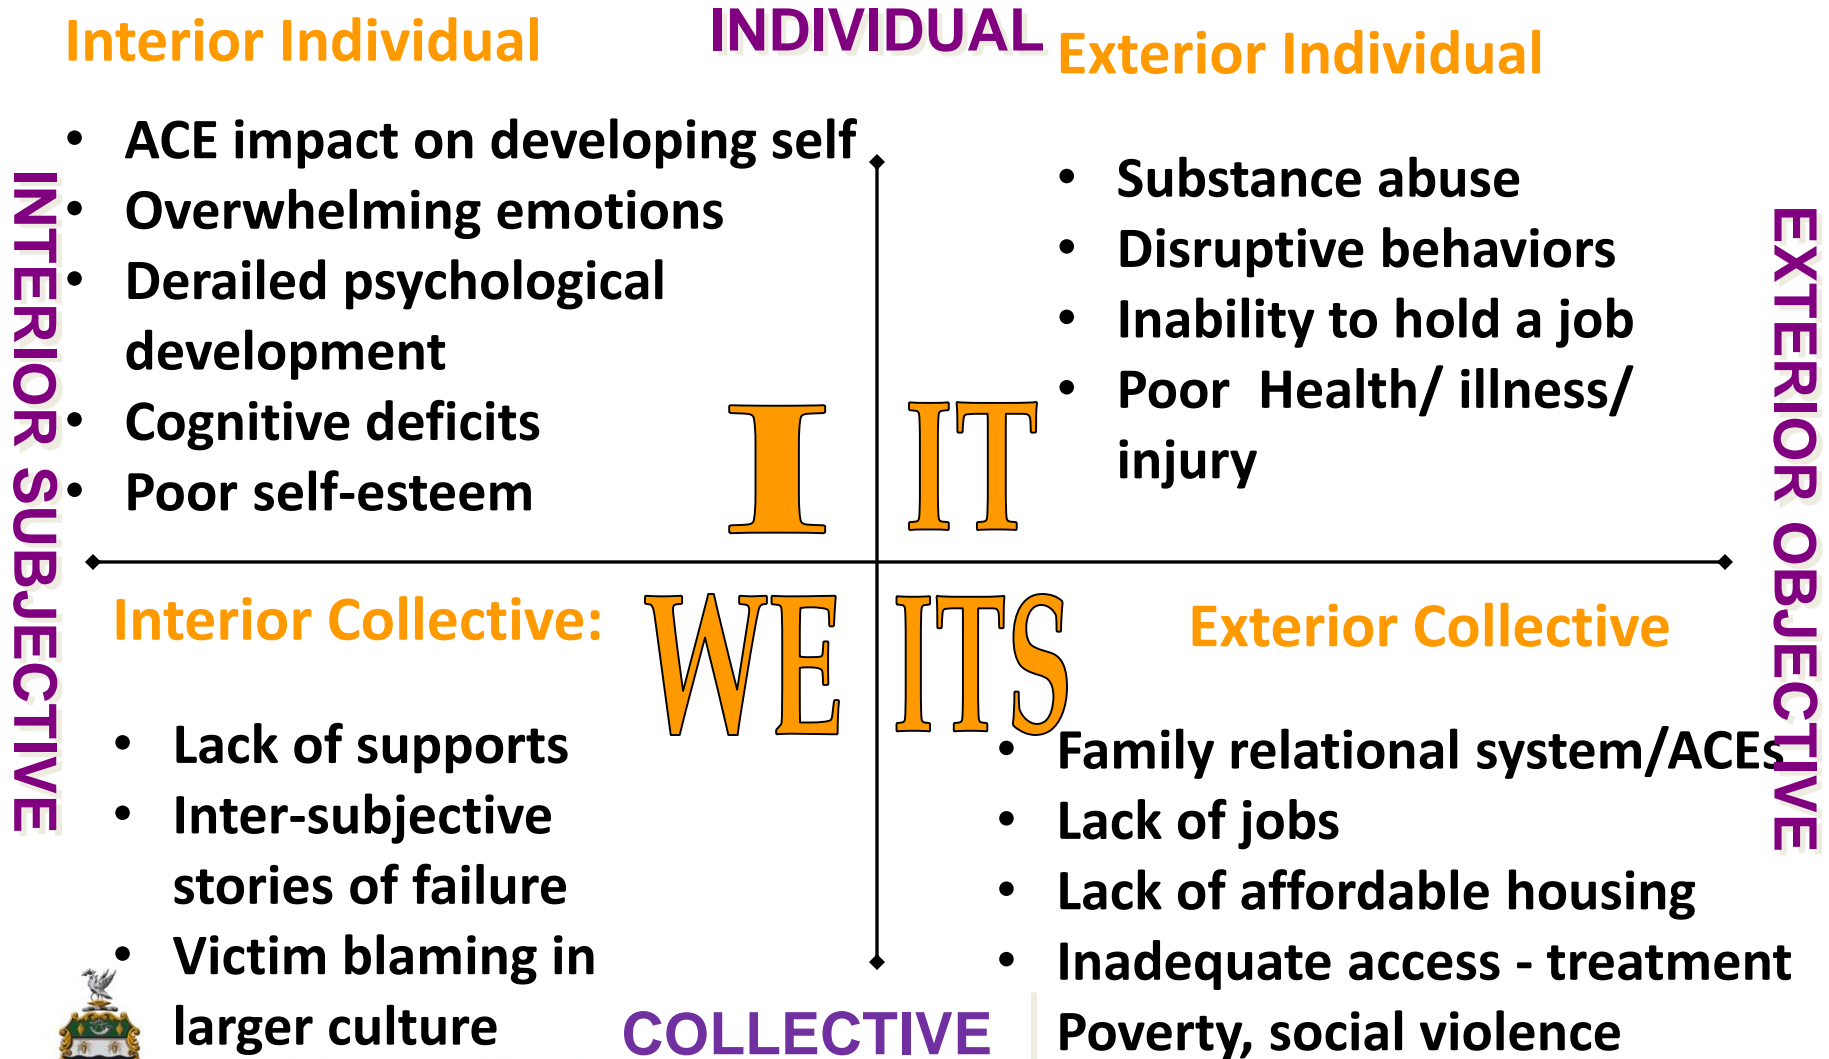 INDIVIDUAL
Interior Individual
• ACE impact on developing self
• Overwhelming emotions
• Derailed psychological
development
• Cognitive deficits
• Poor self-esteem
I
Exterior Individual
• Substance abuse
• Disruptive behaviors
• Inability to hold a job
• Poor Health/ illness/
injury
IT
INTERIOR SUBJECTIVE
EXTERIOR OBJECTIVE
Interior Collective:
WE
• Lack of supports
• Inter-subjective
stories of failure
• Victim blaming in
larger culture
ITS
Exterior Collective
• Family relational system/ACEs
• Lack of jobs
• Lack of affordable housing
• Inadequate access - treatment
Poverty, social violence
COLLECTIVE